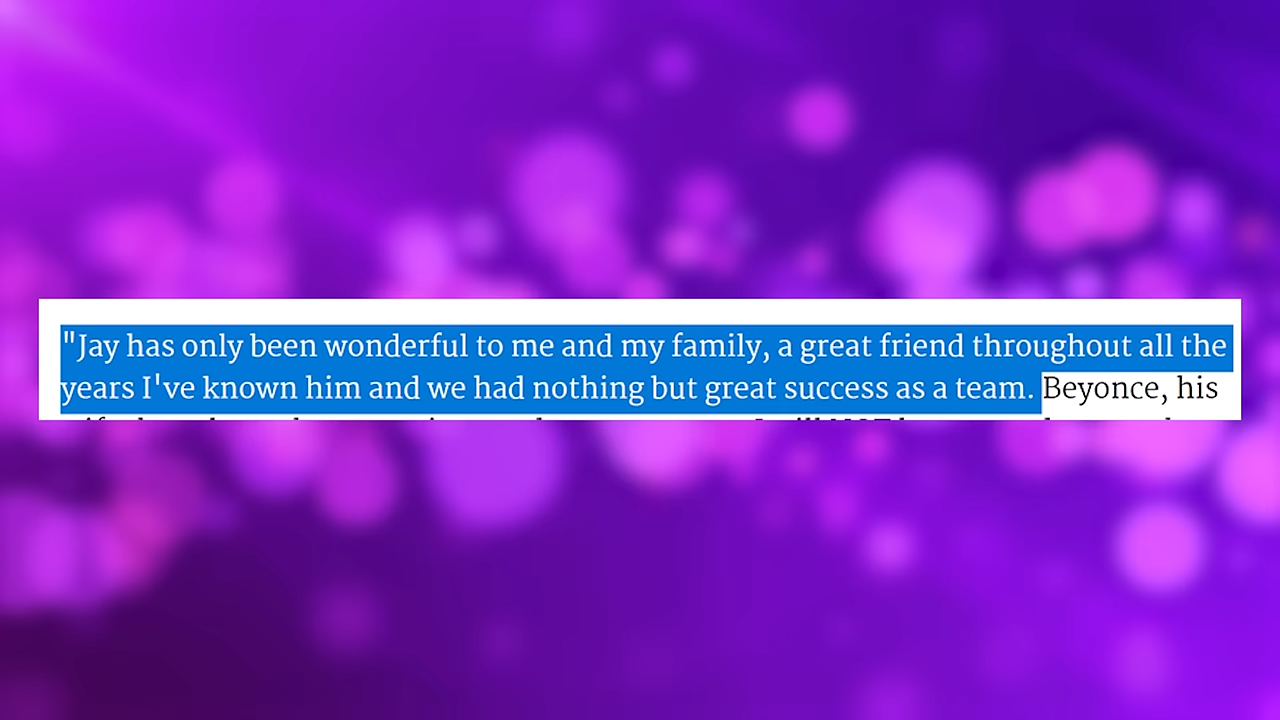 "Jay has only been wonderful to me and my family, a great friend throughout all the
years I've known him and we had nothing but great success as a team. Beyonce, his